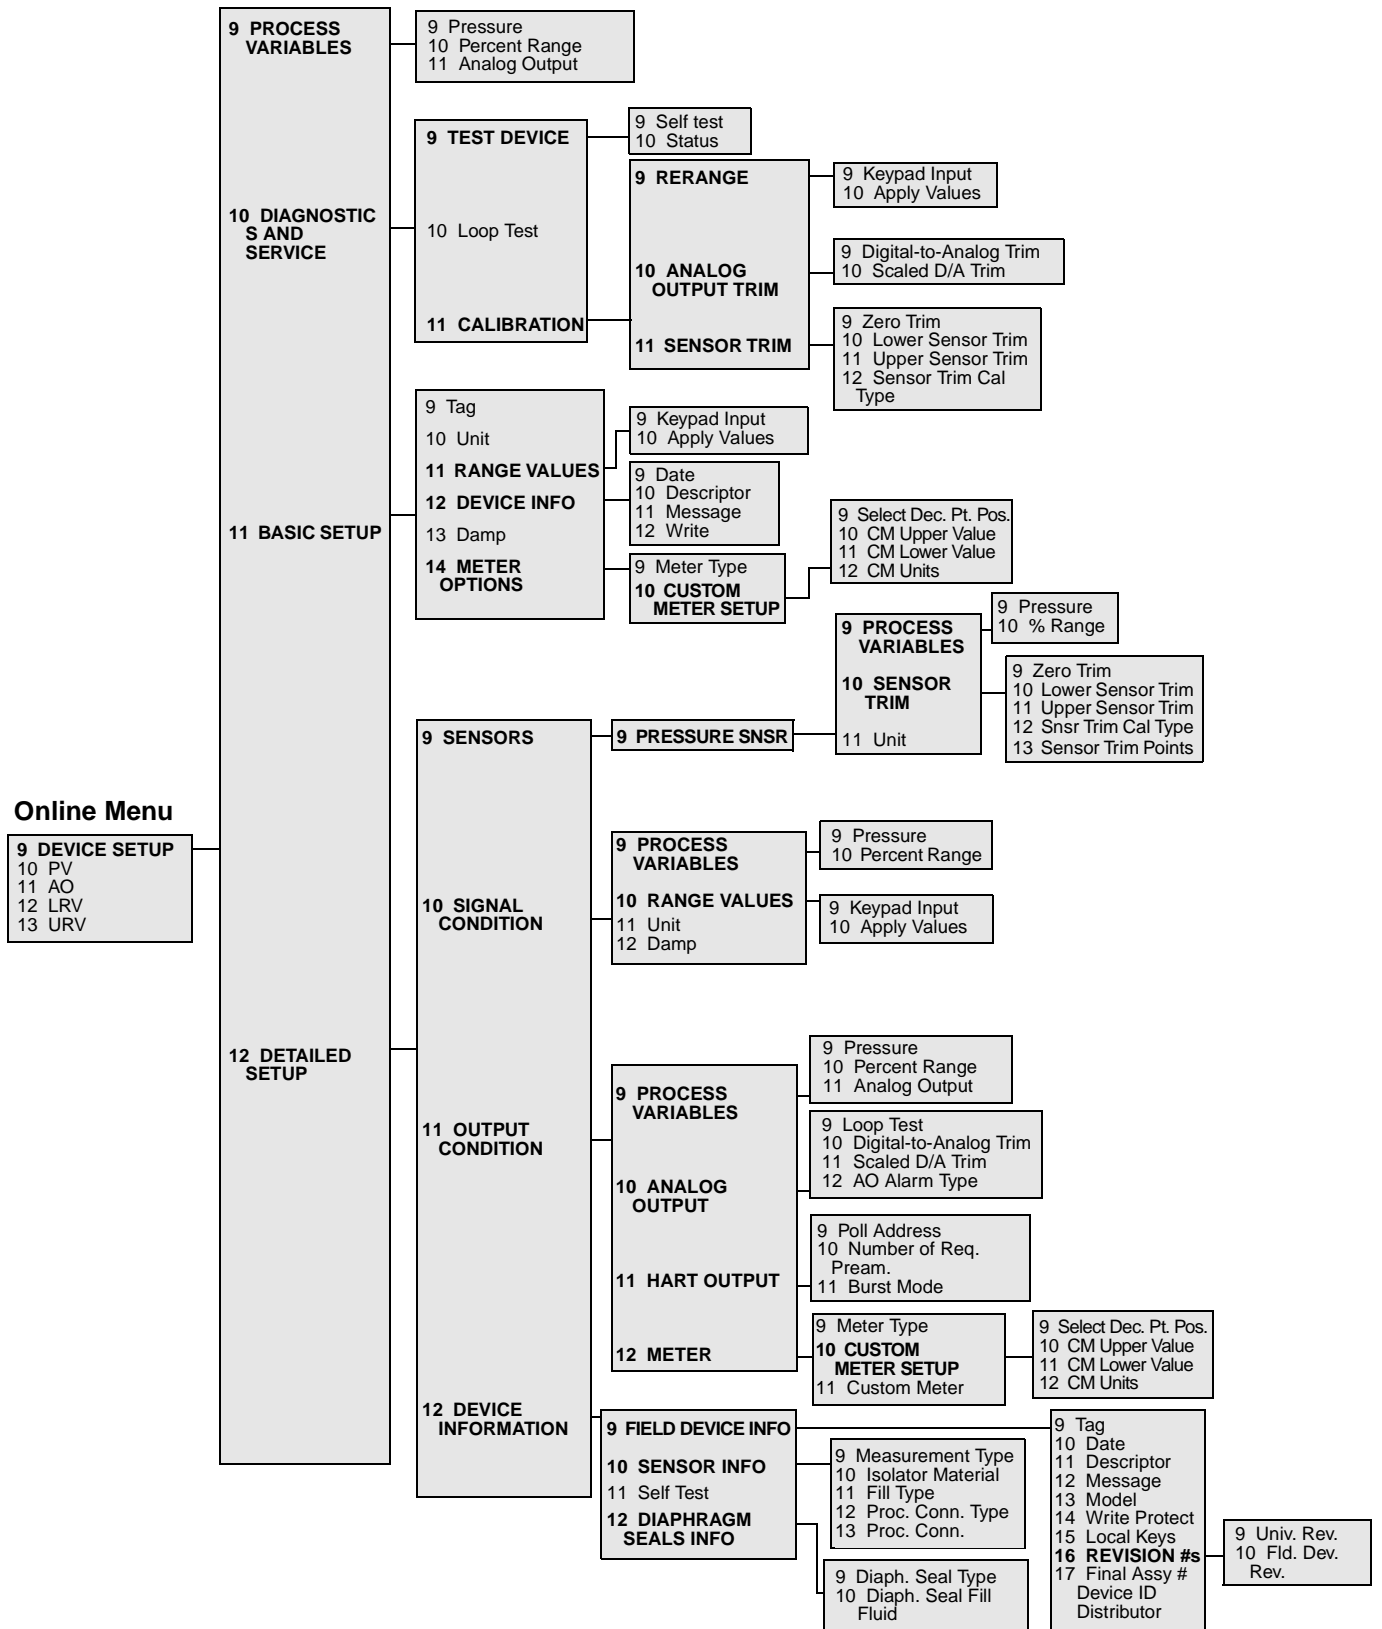 Online Menu
9 DEVICE SETUP
10 PV
11 AO
12 LRV
13 URV
9 PROCESS
VARIABLES
10 DIAGNOSTIC
S AND
SERVICE
11 BASIC SETUP
12 DETAILED
SETUP
9 Pressure
10 Percent Range
11 Analog Output
9 TEST DEVICE
10 Loop Test
11 CALIBRATION
9 Self test
10 Status
9 RERANGE
10 ANALOG
OUTPUT TRIM
11 SENSOR TRIM
9 Keypad Input
10 Apply Values
9 Digital-to-Analog Trim
10 Scaled D/A Trim
9 Zero Trim
10 Lower Sensor Trim
11 Upper Sensor Trim
12 Sensor Trim Cal
Type
9 Tag
10 Unit
11 RANGE VALUES
12 DEVICE INFO
13 Damp
14 METER
OPTIONS
9 Keypad Input
10 Apply Values
9 Date
10 Descriptor
11 Message
12 Write
9 Meter Type
10 CUSTOM
METER SETUP
9 Select Dec. Pt. Pos.
10 CM Upper Value
11 CM Lower Value
12 CM Units
9 SENSORS
10 SIGNAL
CONDITION
11 OUTPUT
CONDITION
12 DEVICE
INFORMATION
9 PRESSURE SNSR
9 PROCESS
VARIABLES
10 SENSOR
TRIM
11 Unit
9 Pressure
10 % Range
9 Zero Trim
10 Lower Sensor Trim
11 Upper Sensor Trim
12 Snsr Trim Cal Type
13 Sensor Trim Points
9 PROCESS
VARIABLES
10 RANGE VALUES
11 Unit
12 Damp
9 Pressure
10 Percent Range
9 Keypad Input
10 Apply Values
9 PROCESS
VARIABLES
10 ANALOG
OUTPUT
11 HART OUTPUT
12 METER
9 Pressure
10 Percent Range
11 Analog Output
9 Loop Test
10 Digital-to-Analog Trim
11 Scaled D/A Trim
12 AO Alarm Type
9 Poll Address
10 Number of Req.
Pream.
11 Burst Mode
9 Meter Type
10 CUSTOM
METER SETUP
11 Custom Meter
9 Select Dec. Pt. Pos.
10 CM Upper Value
11 CM Lower Value
12 CM Units
9 FIELD DEVICE INFO
10 SENSOR INFO
11 Self Test
12 DIAPHRAGM
SEALS INFO
9 Measurement Type
10 Isolator Material
11 Fill Type
12 Proc. Conn. Type
13 Proc. Conn.
9 Diaph. Seal Type
10 Diaph. Seal Fill
Fluid
9 Tag
10 Date
11 Descriptor
12 Message
13 Model
14 Write Protect
15 Local Keys
16 REVISION #s
17 Final Assy #
Device ID
Distributor
9 Univ. Rev.
10 Fld. Dev.
Rev.